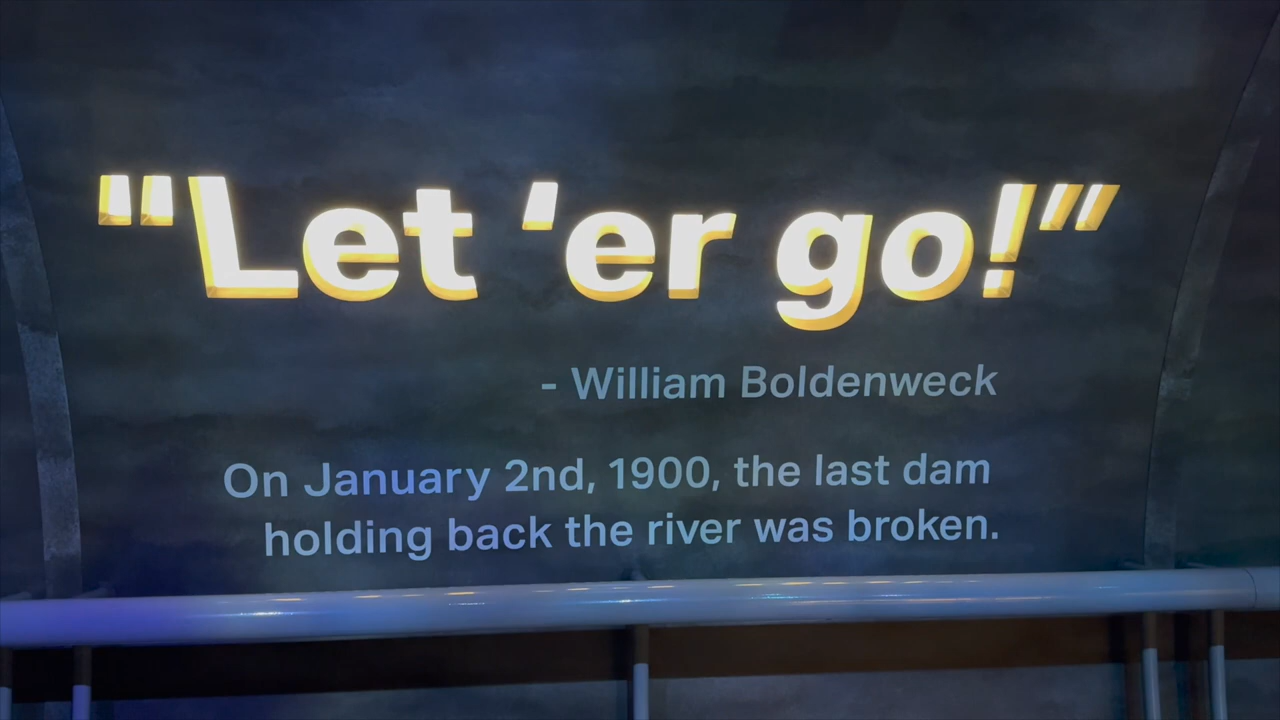 "Let ‘er go!”
- William Boldenweck
On January 2nd, 1900, the last dam
holding back the river was broken.